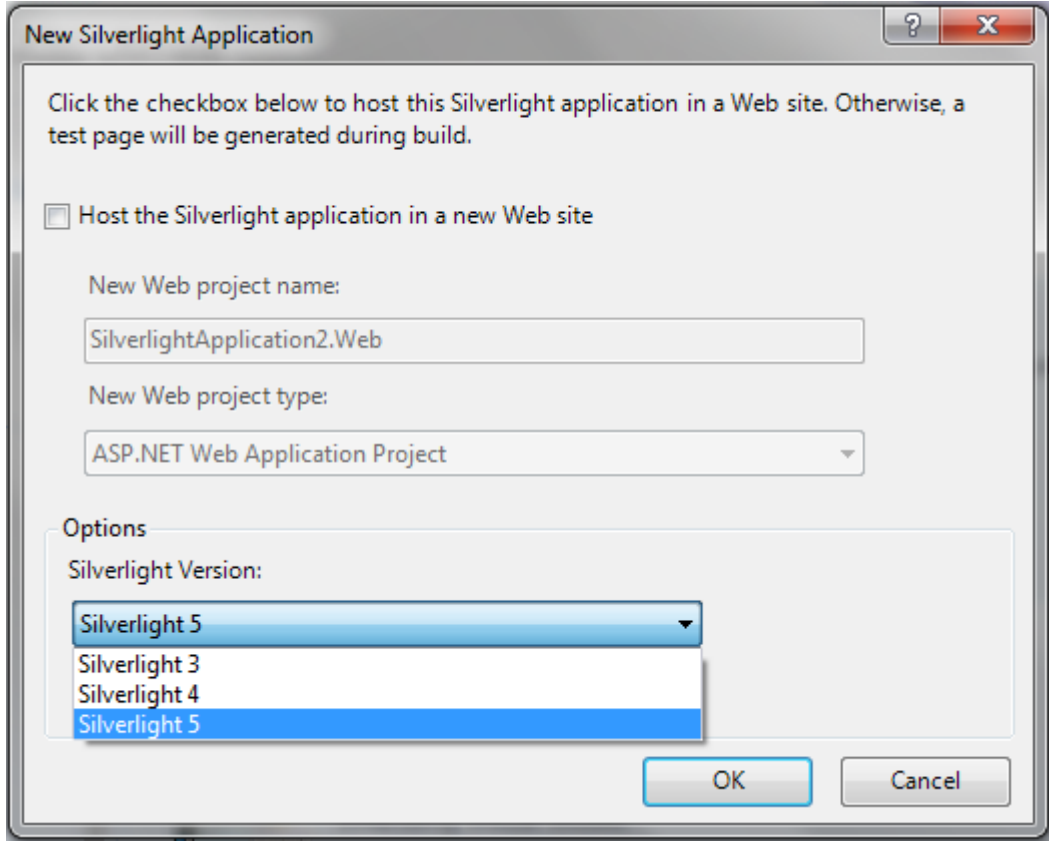 New Silverlight Application
?
Click the checkbox below to host this Silverlight application in a Web site. Otherwise, a
test page will be generated during build.
Host the Silverlight application in a new Web site
New Web project name:
SilverlightApplication2.Web
New Web project type:
ASP.NET Web Application Project
Options
Silverlight Version:
Silverlight 5
Silverlight 3
Silverlight 4
Silverlight 5
OK Cancel